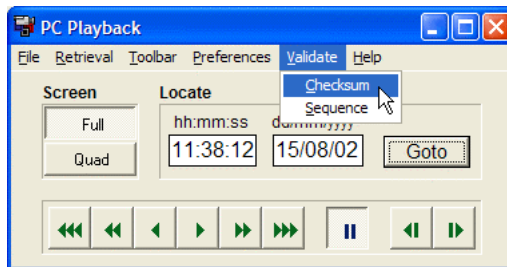 PC Playback
File Retrieval Toolbar Preferences Validate Help
Checksum
Sequence
Screen Locate
Full
Quad
hh:mm:ss dd/mm/yyyy
11:38:12 15/08/02 Goto